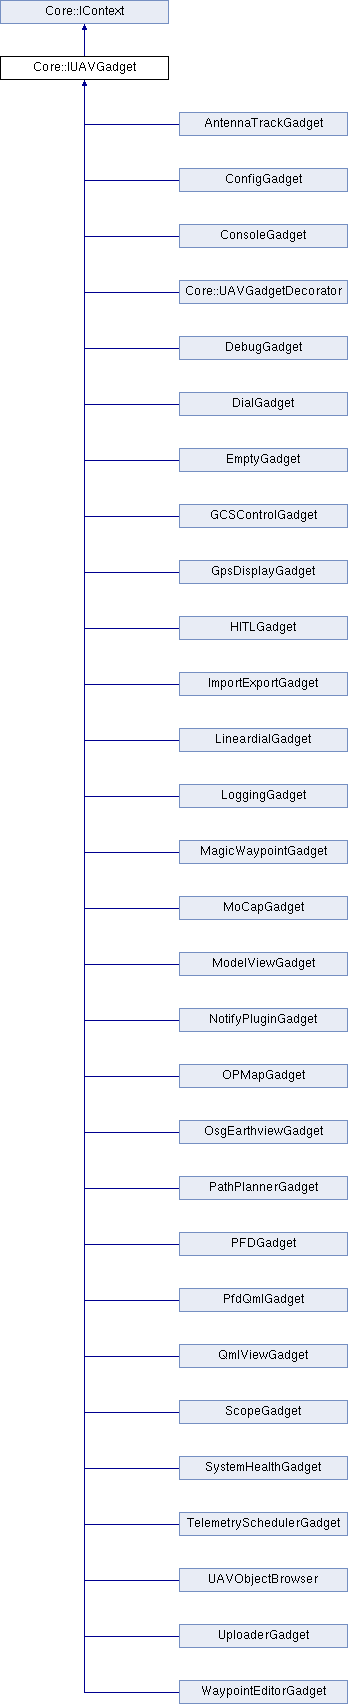 Core::IContext
Core::IUAVGadget
AntennaTrackGadget
ConfigGadget
ConsoleGadget
Core::UAVGadgetDecorator
DebugGadget
DialGadget
EmptyGadget
GCSControlGadget
GpsDisplayGadget
HITLGadget
ImportExportGadget
LineardialGadget
LoggingGadget
MagicWaypointGadget
MoCapGadget
ModelViewGadget
NotifyPluginGadget
OPMapGadget
OsgEarthviewGadget
PathPlannerGadget
PFDGadget
PfdQmlGadget
QmlViewGadget
ScopeGadget
SystemHealthGadget
TelemetrySchedulerGadget
UAVObjectBrowser
UploaderGadget
WaypointEditorGadget